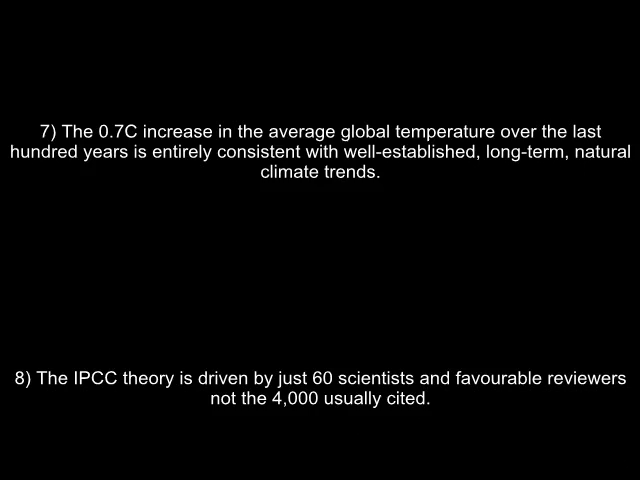 7) The 0.7C increase in the average global temperature over the last
hundred years is entirely consistent with well-established, long-term, natural
climate trends.
8) The IPCC theory is driven by just 60 scientists and favourable reviewers
not the 4,000 usually cited.